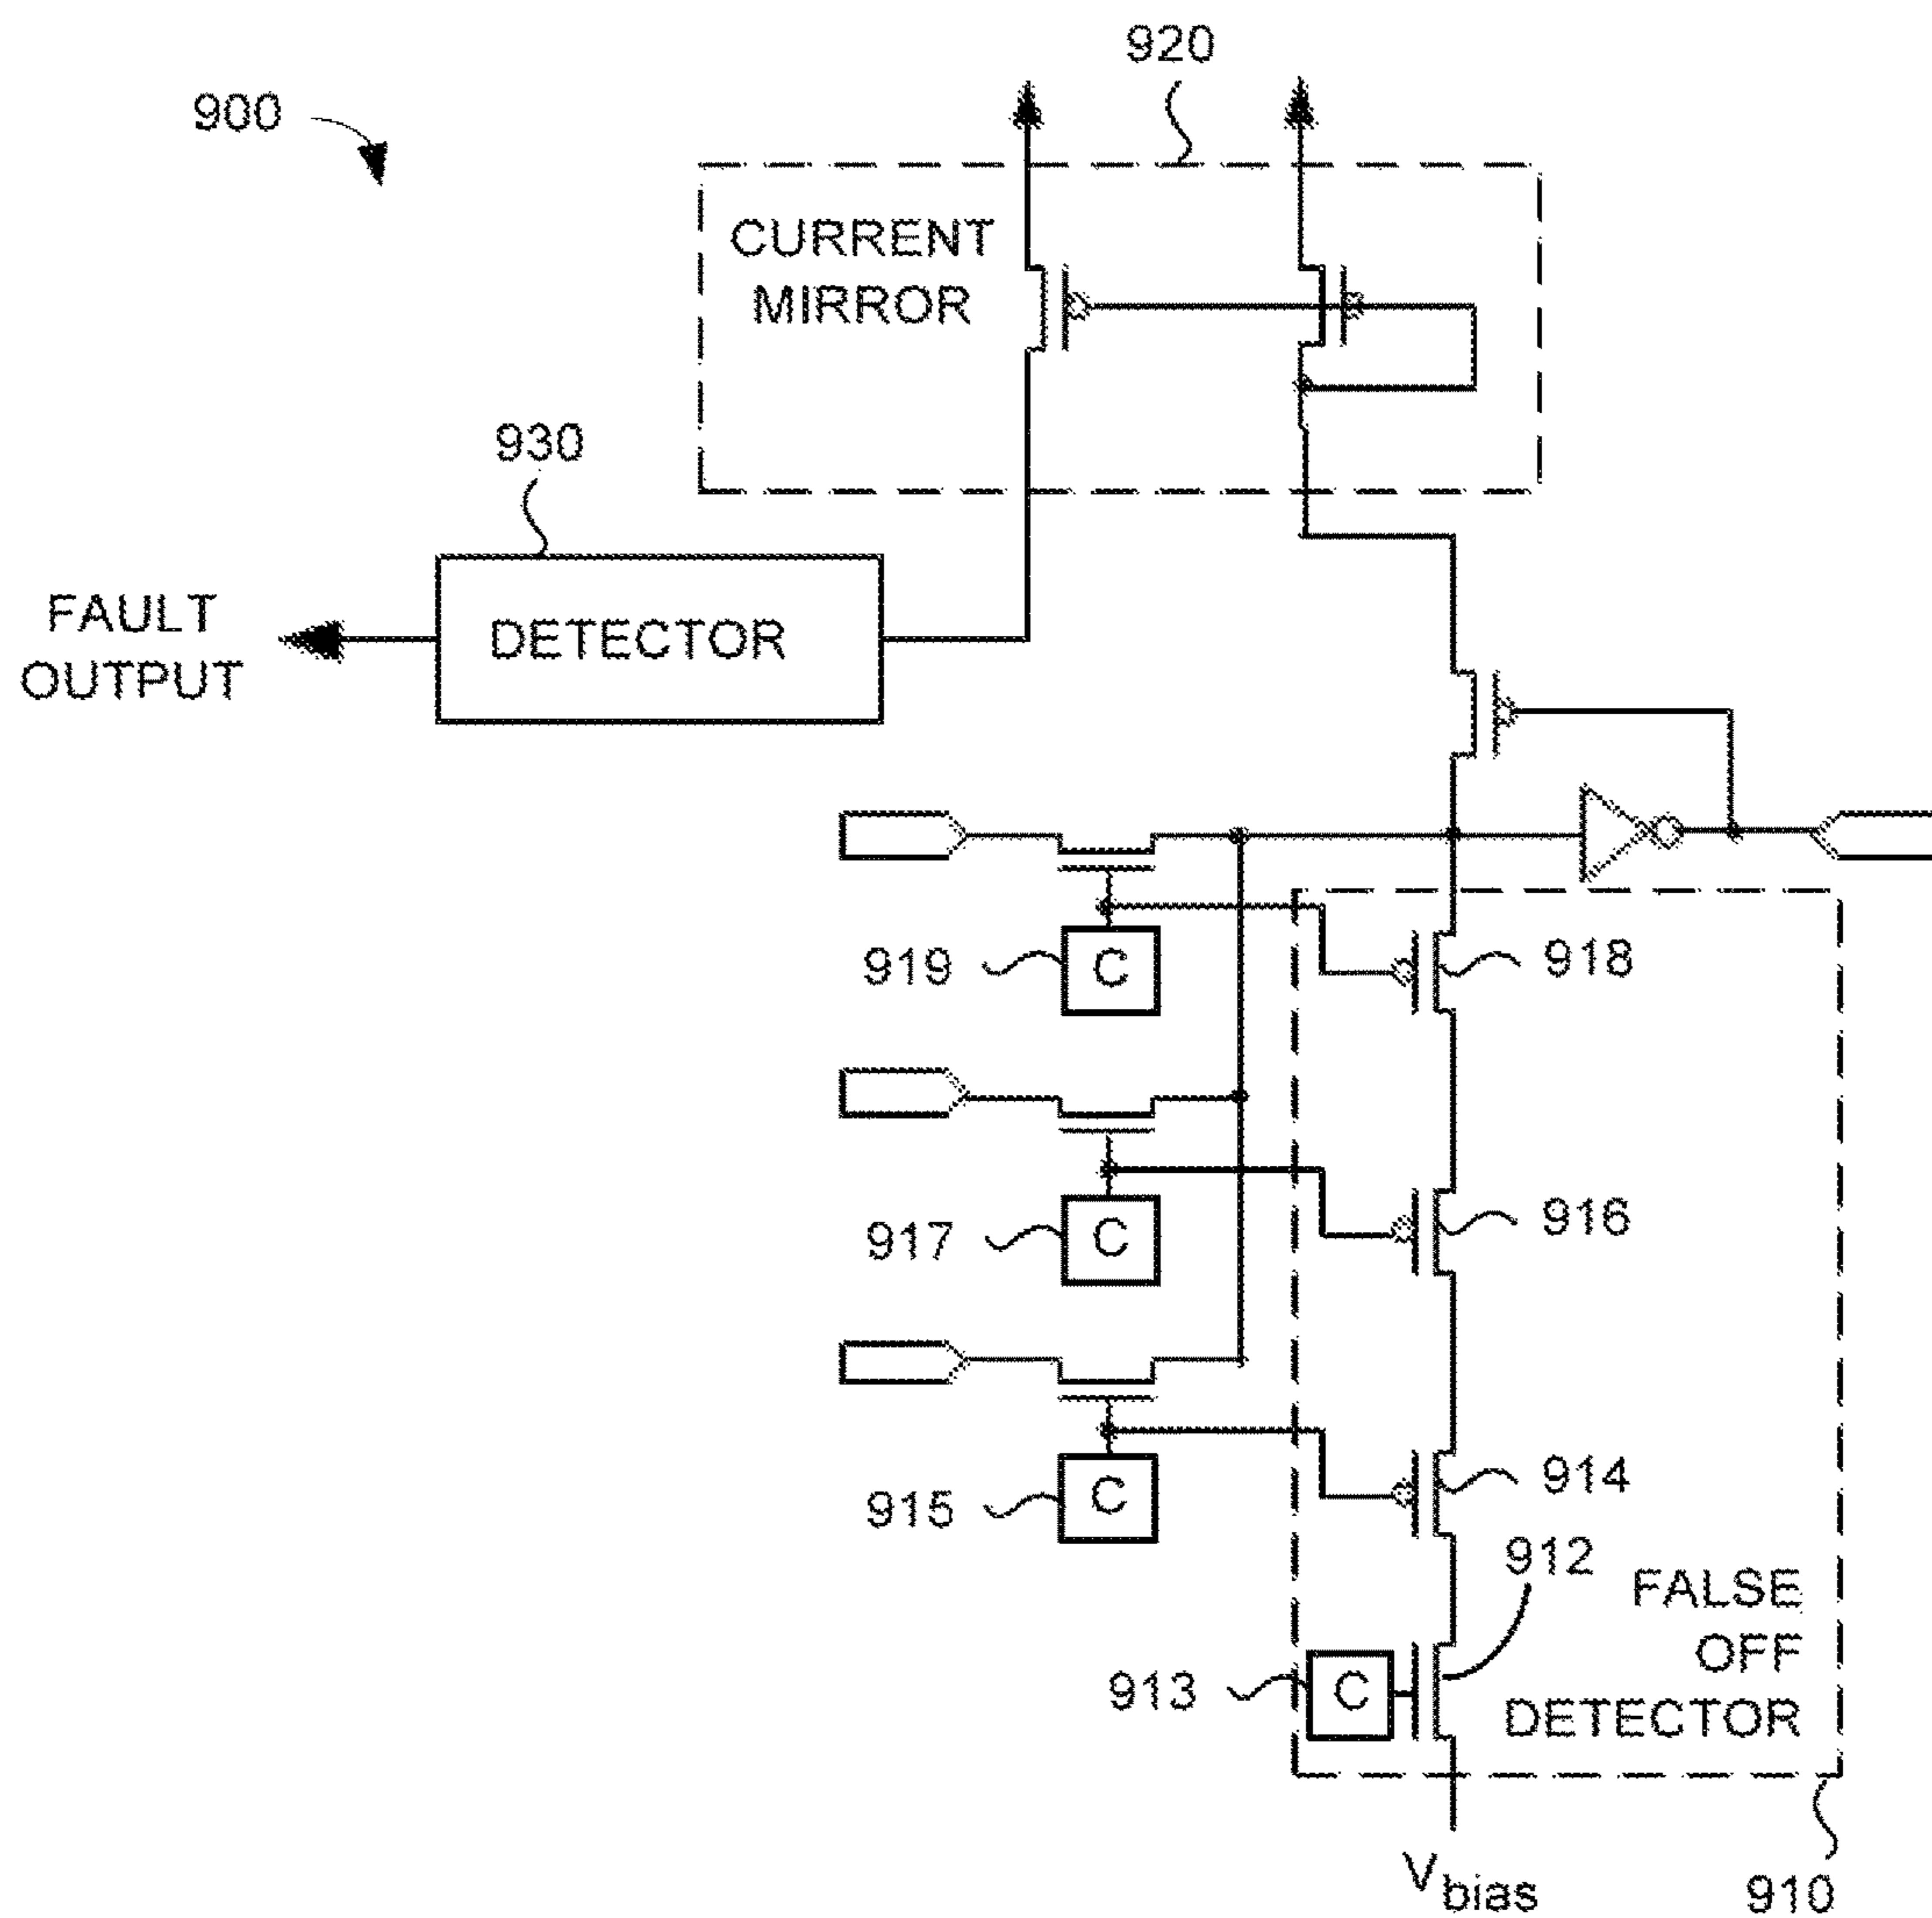 920
900
CURRENT
MIRROR
930
FAULT
OUTPUT
DETECTOR
919
C
918
917
C
916
915
C
914
912
FALSE
OFF
DETECTOR
913
C
Vbias
910